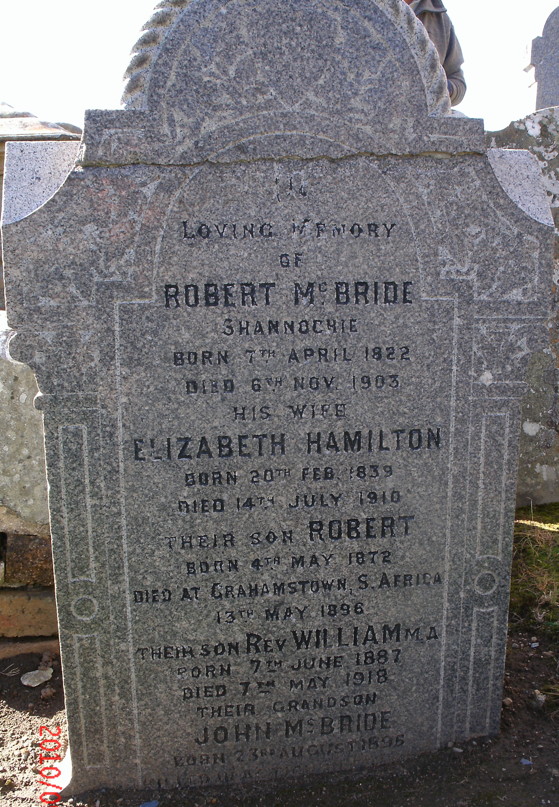 IN
LOVING MEMORY
OF
ROBERT McBRIDE
SHANNOCHIE
BORN 7TH APRIL 1822
DIED 6TH NOV. 1903
HIS WIFE
ELIZABETH HAMILTON
BORN 20TH FEB. 1839
DIED 14TH JULY 1910
THEIR SON ROBERT
BORN 4TH MAY 1872
DIED AT GRAHAMSTOWN, S. AFRICA
13TH MAY 1896
THEIR SON REV WILLIAM M.A
BORN 7TH JUNE 1887
DIED 7TH MAY 1918
THEIR GRANDSON
JOHN McBRIDE
BORN 23RD AUGUST 1896